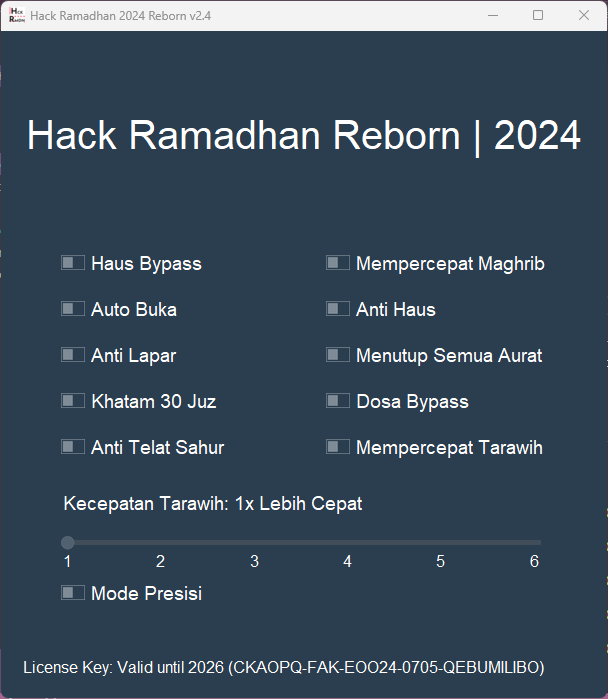 Hack Ramadhan 2024 Reborn v2.4
Hack Ramadhan Reborn | 2024
Haus Bypass
Mempercepat Maghrib
Auto Buka
Anti Haus
Anti Lapar
Menutup Semua Aurat
Khatam 30 Juz
Dosa Bypass
Anti Telat Sahur
Mempercepat Tarawih
Kecepatan Tarawih: 1x Lebih Cepat
1 2 3 4 5 6
Mode Presisi
License Key: Valid until 2026 (CKAOPQ-FAK-EOO24-0705-QEBUMILIBO)